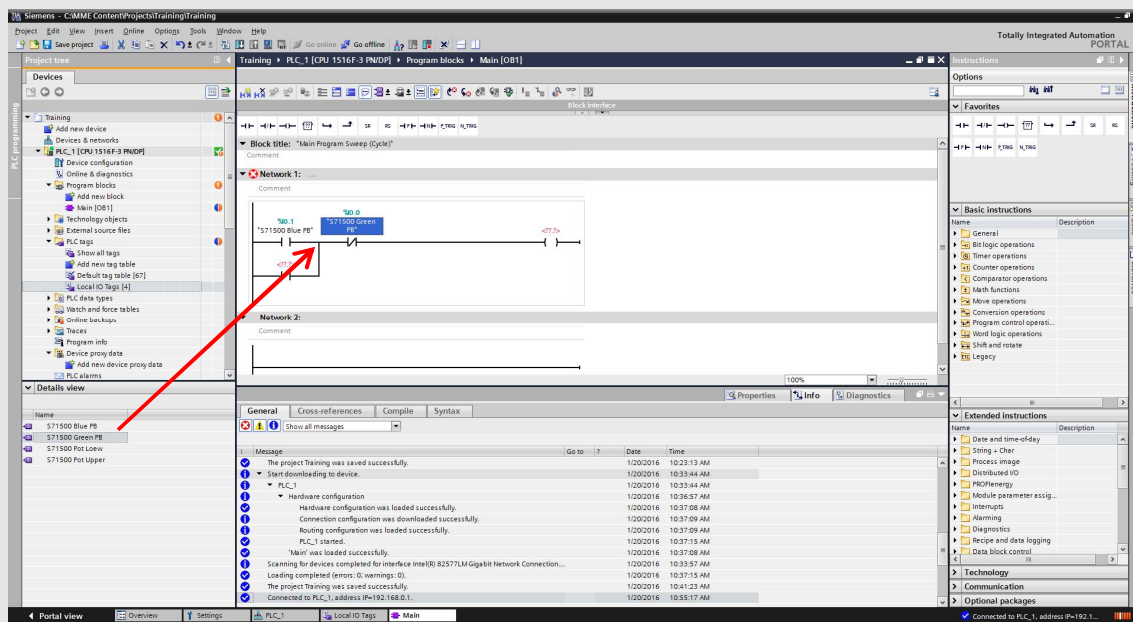 Siemens - C:\MME Content\Projects\Training\Training
Project Edit View Insert Online Options Tools Window Help
Totally Integrated Automation
PORTAL
Save project
Go online
Go offline
Project tree
Training ▸ PLC_1 [CPU 1516F-3 PN/DP] ▸ Program blocks ▸ Main [OB1]
Instructions
Devices
Options
PLC programming
Training
Add new device
Devices & networks
PLC_1 [CPU 1516F-3 PN/DP]
Device configuration
Online & diagnostics
Program blocks
Add new block
Main [OB1]
Technology objects
External source files
PLC tags
Show all tags
Add new tag table
Default tag table [67]
Local IO Tags [4]
PLC data types
Watch and force tables
Online backups
Traces
Program info
Device proxy data
Add new device proxy data
PLC alarms
Details view
Name
S71500 Blue PB
S71500 Green PB
S71500 Pot Loew
S71500 Pot Upper
Block interface
SR RS P_TRIG N_TRIG
Block title: "Main Program Sweep (Cycle)"
Comment
Network 1: ....
Comment
%I0.1
"S71500 Blue PB"
%I0.0
"S71500 Green PB"
<??.?>
<??.?>
Network 2:
Comment
100%
Properties Info Diagnostics
General Cross-references Compile Syntax
Show all messages
! Message Go to ? Date Time
The project Training was saved successfully. 1/20/2016 10:23:13 AM
Start downloading to device. 1/20/2016 10:33:44 AM
PLC_1 1/20/2016 10:33:44 AM
Hardware configuration 1/20/2016 10:36:57 AM
Hardware configuration was loaded successfully. 1/20/2016 10:37:08 AM
Connection configuration was downloaded successfully. 1/20/2016 10:37:09 AM
Routing configuration was loaded successfully. 1/20/2016 10:37:09 AM
PLC_1 started. 1/20/2016 10:37:15 AM
'Main' was loaded successfully. 1/20/2016 10:37:08 AM
Scanning for devices completed for interface Intel(R) 82577LM Gigabit Network Connection.... 1/20/2016 10:33:57 AM
Loading completed (errors: 0; warnings: 0). 1/20/2016 10:37:15 AM
The project Training was saved successfully. 1/20/2016 10:41:23 AM
Connected to PLC_1, address IP=192.168.0.1. 1/20/2016 10:55:17 AM
Favorites
SR RS
P_TRIG N_TRIG
Basic instructions
Name Description
General
Bit logic operations
Timer operations
Counter operations
Comparator operations
Math functions
Move operations
Conversion operations
Program control operati...
Word logic operations
Shift and rotate
Legacy
Extended instructions
Name Description
Date and time-of-day
String + Char
Process image
Distributed I/O
PROFIenergy
Module parameter assig...
Interrupts
Alarming
Diagnostics
Recipe and data logging
Data block control
Technology
Communication
Optional packages
Portal view Overview Settings PLC_1 Local IO Tags Main
Connected to PLC_1, address IP=192.1...